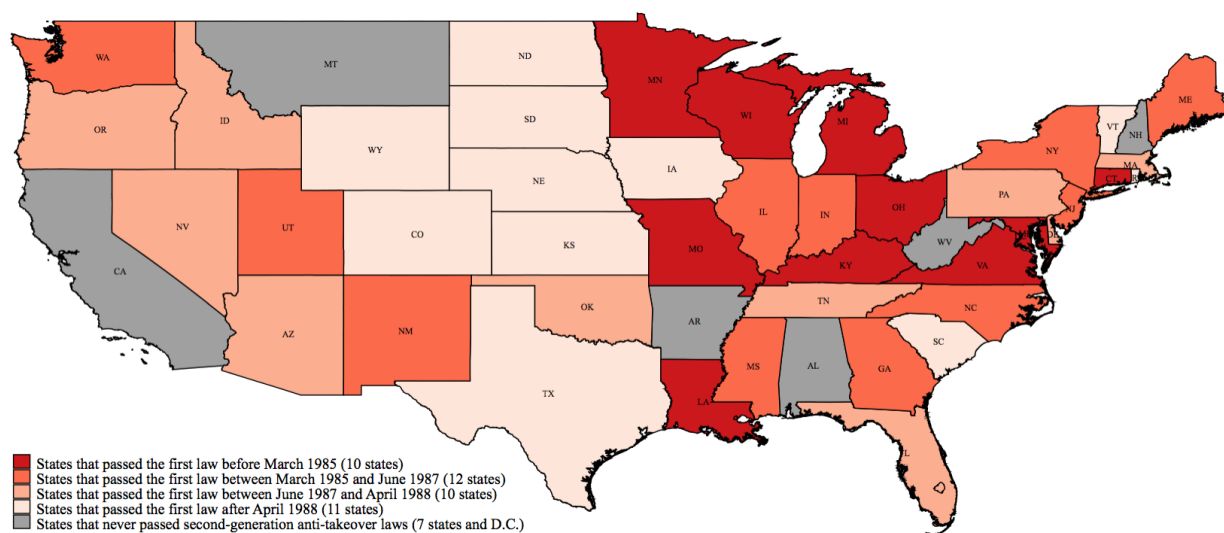 WA
MT
ND
MN
ME
OR
ID
SD
WI
MI
VT
NH
NY
WY
MA
IA
CT
NE
PA
NV
UT
CO
IL
IN
OH
NJ
KS
MO
WV
CA
KY
VA
AZ
NM
OK
TN
NC
AR
SC
MS
AL
GA
TX
LA
States that passed the first law before March 1985 (10 states)
States that passed the first law between March 1985 and June 1987 (12 states)
States that passed the first law between June 1987 and April 1988 (10 states)
States that passed the first law after April 1988 (11 states)
States that never passed second-generation anti-takeover laws (7 states and D.C.)